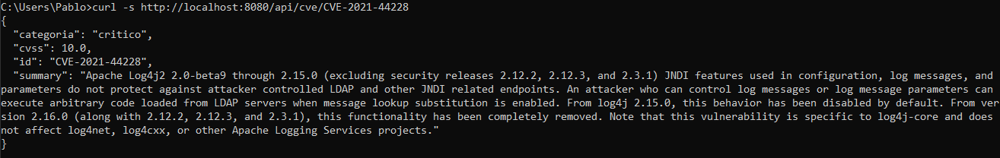 C:\Users\Pablo>curl -s http://localhost:8080/api/cve/CVE-2021-44228
{
  "categoria": "critico",
  "cvss": 10.0,
  "id": "CVE-2021-44228",
  "summary": "Apache Log4j2 2.0-beta9 through 2.15.0 (excluding security releases 2.12.2, 2.12.3, and 2.3.1) JNDI features used in configuration, log messages, and
parameters do not protect against attacker controlled LDAP and other JNDI related endpoints. An attacker who can control log messages or log message parameters can
execute arbitrary code loaded from LDAP servers when message lookup substitution is enabled. From log4j 2.15.0, this behavior has been disabled by default. From ver
sion 2.16.0 (along with 2.12.2, 2.12.3, and 2.3.1), this functionality has been completely removed. Note that this vulnerability is specific to log4j-core and does
not affect log4net, log4cxx, or other Apache Logging Services projects."
}